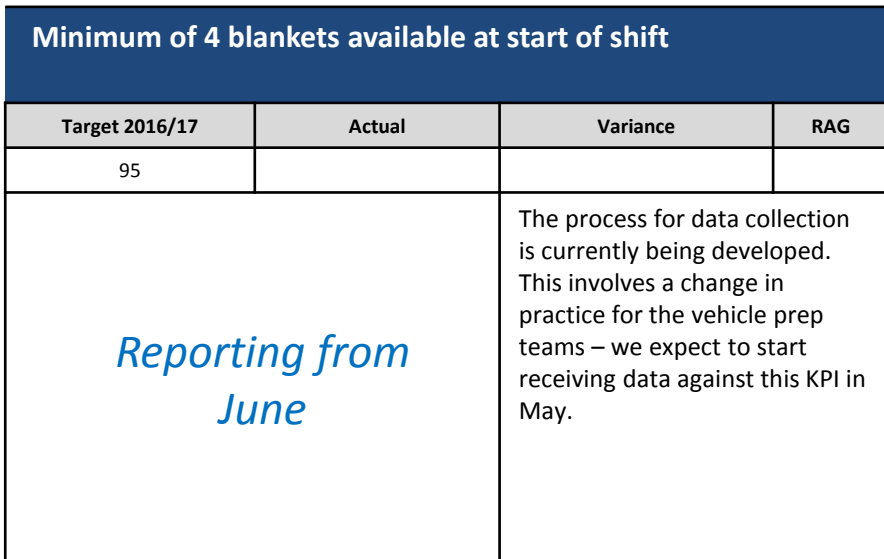 Minimum of 4 blankets available at start of shift
Target 2016/17 Actual Variance RAG
95
Reporting from
June
The process for data collection
is currently being developed.
This involves a change in
practice for the vehicle prep
teams – we expect to start
receiving data against this KPI in
May.